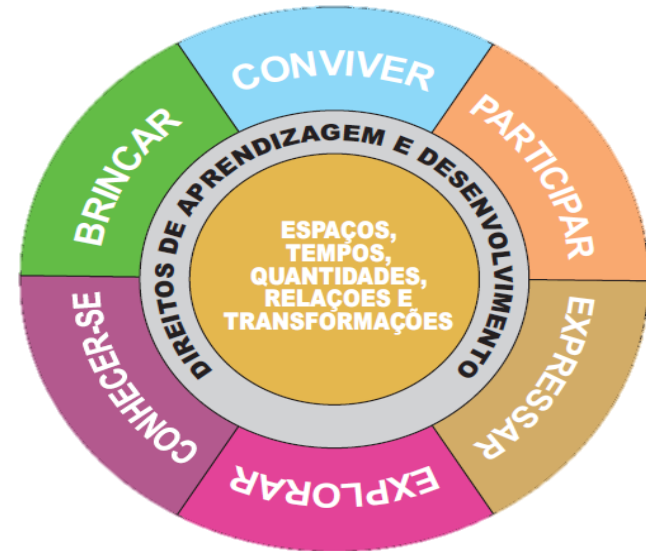 CONVIVER
PARTICIPAR
EXPRESSAR
EXPLORAR
CONHECER-SE
BRINCAR
DIREITOS DE APRENDIZAGEM E DESENVOLVIMENTO
ESPAÇOS,
TEMPOS,
QUANTIDADES,
RELAÇOES E
TRANSFORMAÇÕES